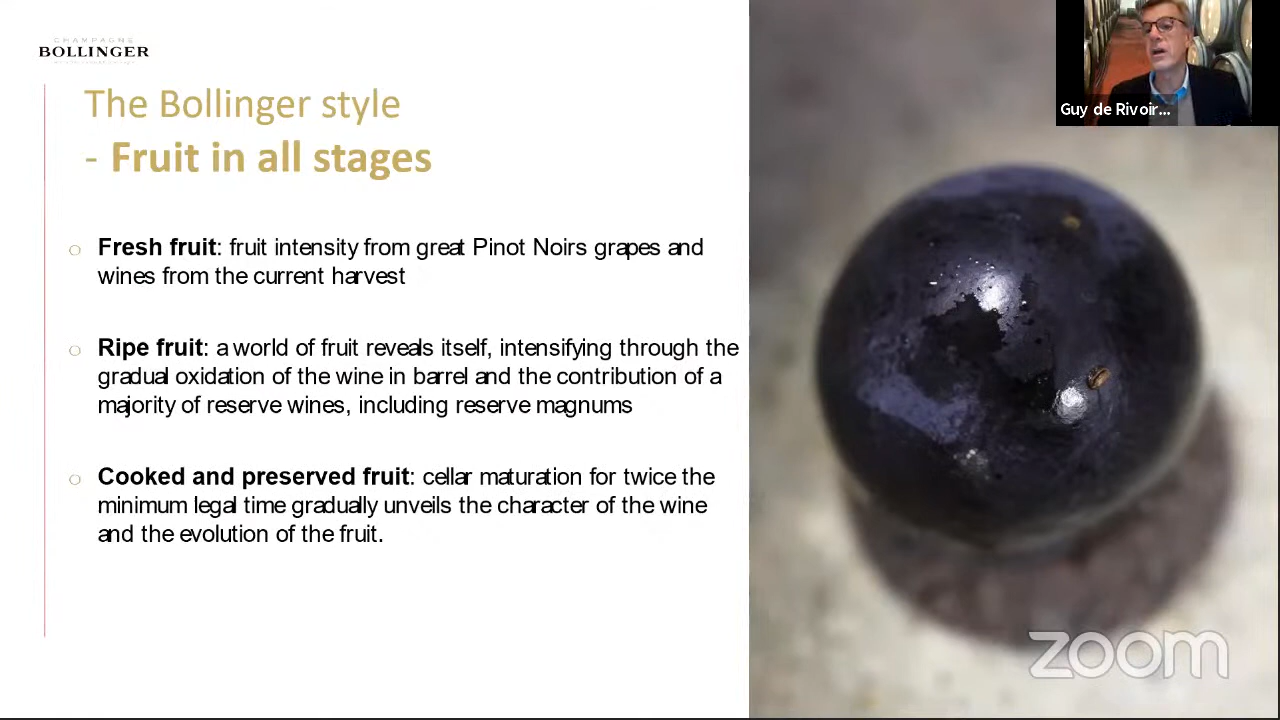 CHAMPAGNE
BOLLINGER
The Bollinger style
- Fruit in all stages
Fresh fruit: fruit intensity from great Pinot Noirs grapes and
wines from the current harvest
Ripe fruit: a world of fruit reveals itself, intensifying through the
gradual oxidation of the wine in barrel and the contribution of a
majority of reserve wines, including reserve magnums
Cooked and preserved fruit: cellar maturation for twice the
minimum legal time gradually unveils the character of the wine
and the evolution of the fruit.
Guy de Rivoir...
zoom